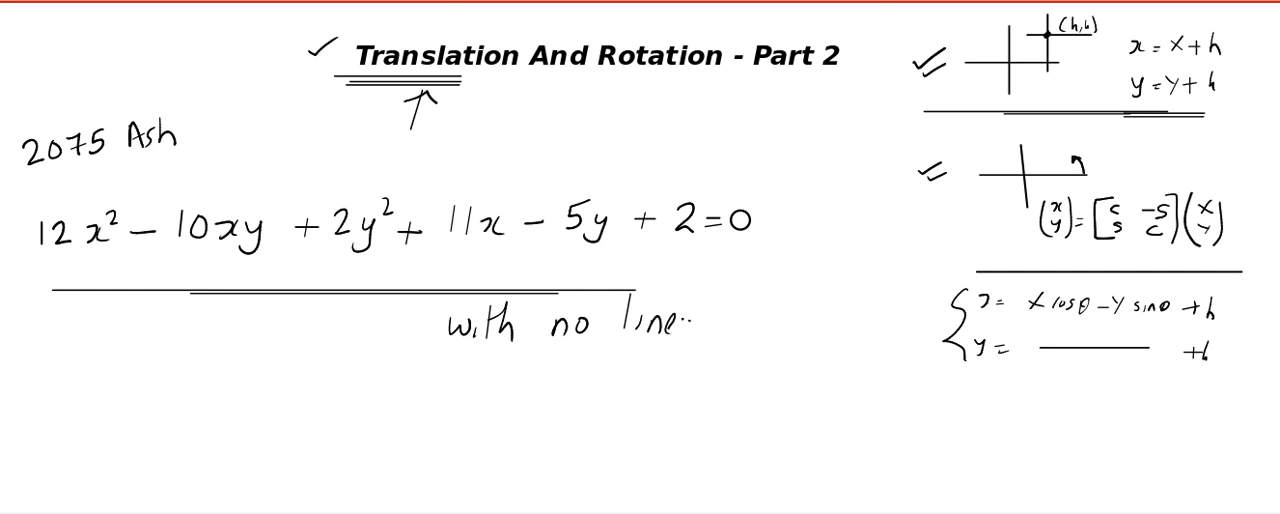 Translation And Rotation - Part 2
2075 Ash
12x² - 10xy + 2y² + 11x - 5y + 2 = 0
with no line..
(h,k)
x = X + h
y = Y + k
(x y) = [c -s s c] (X Y)
x = X cosθ - Y sinθ + h
y = +k